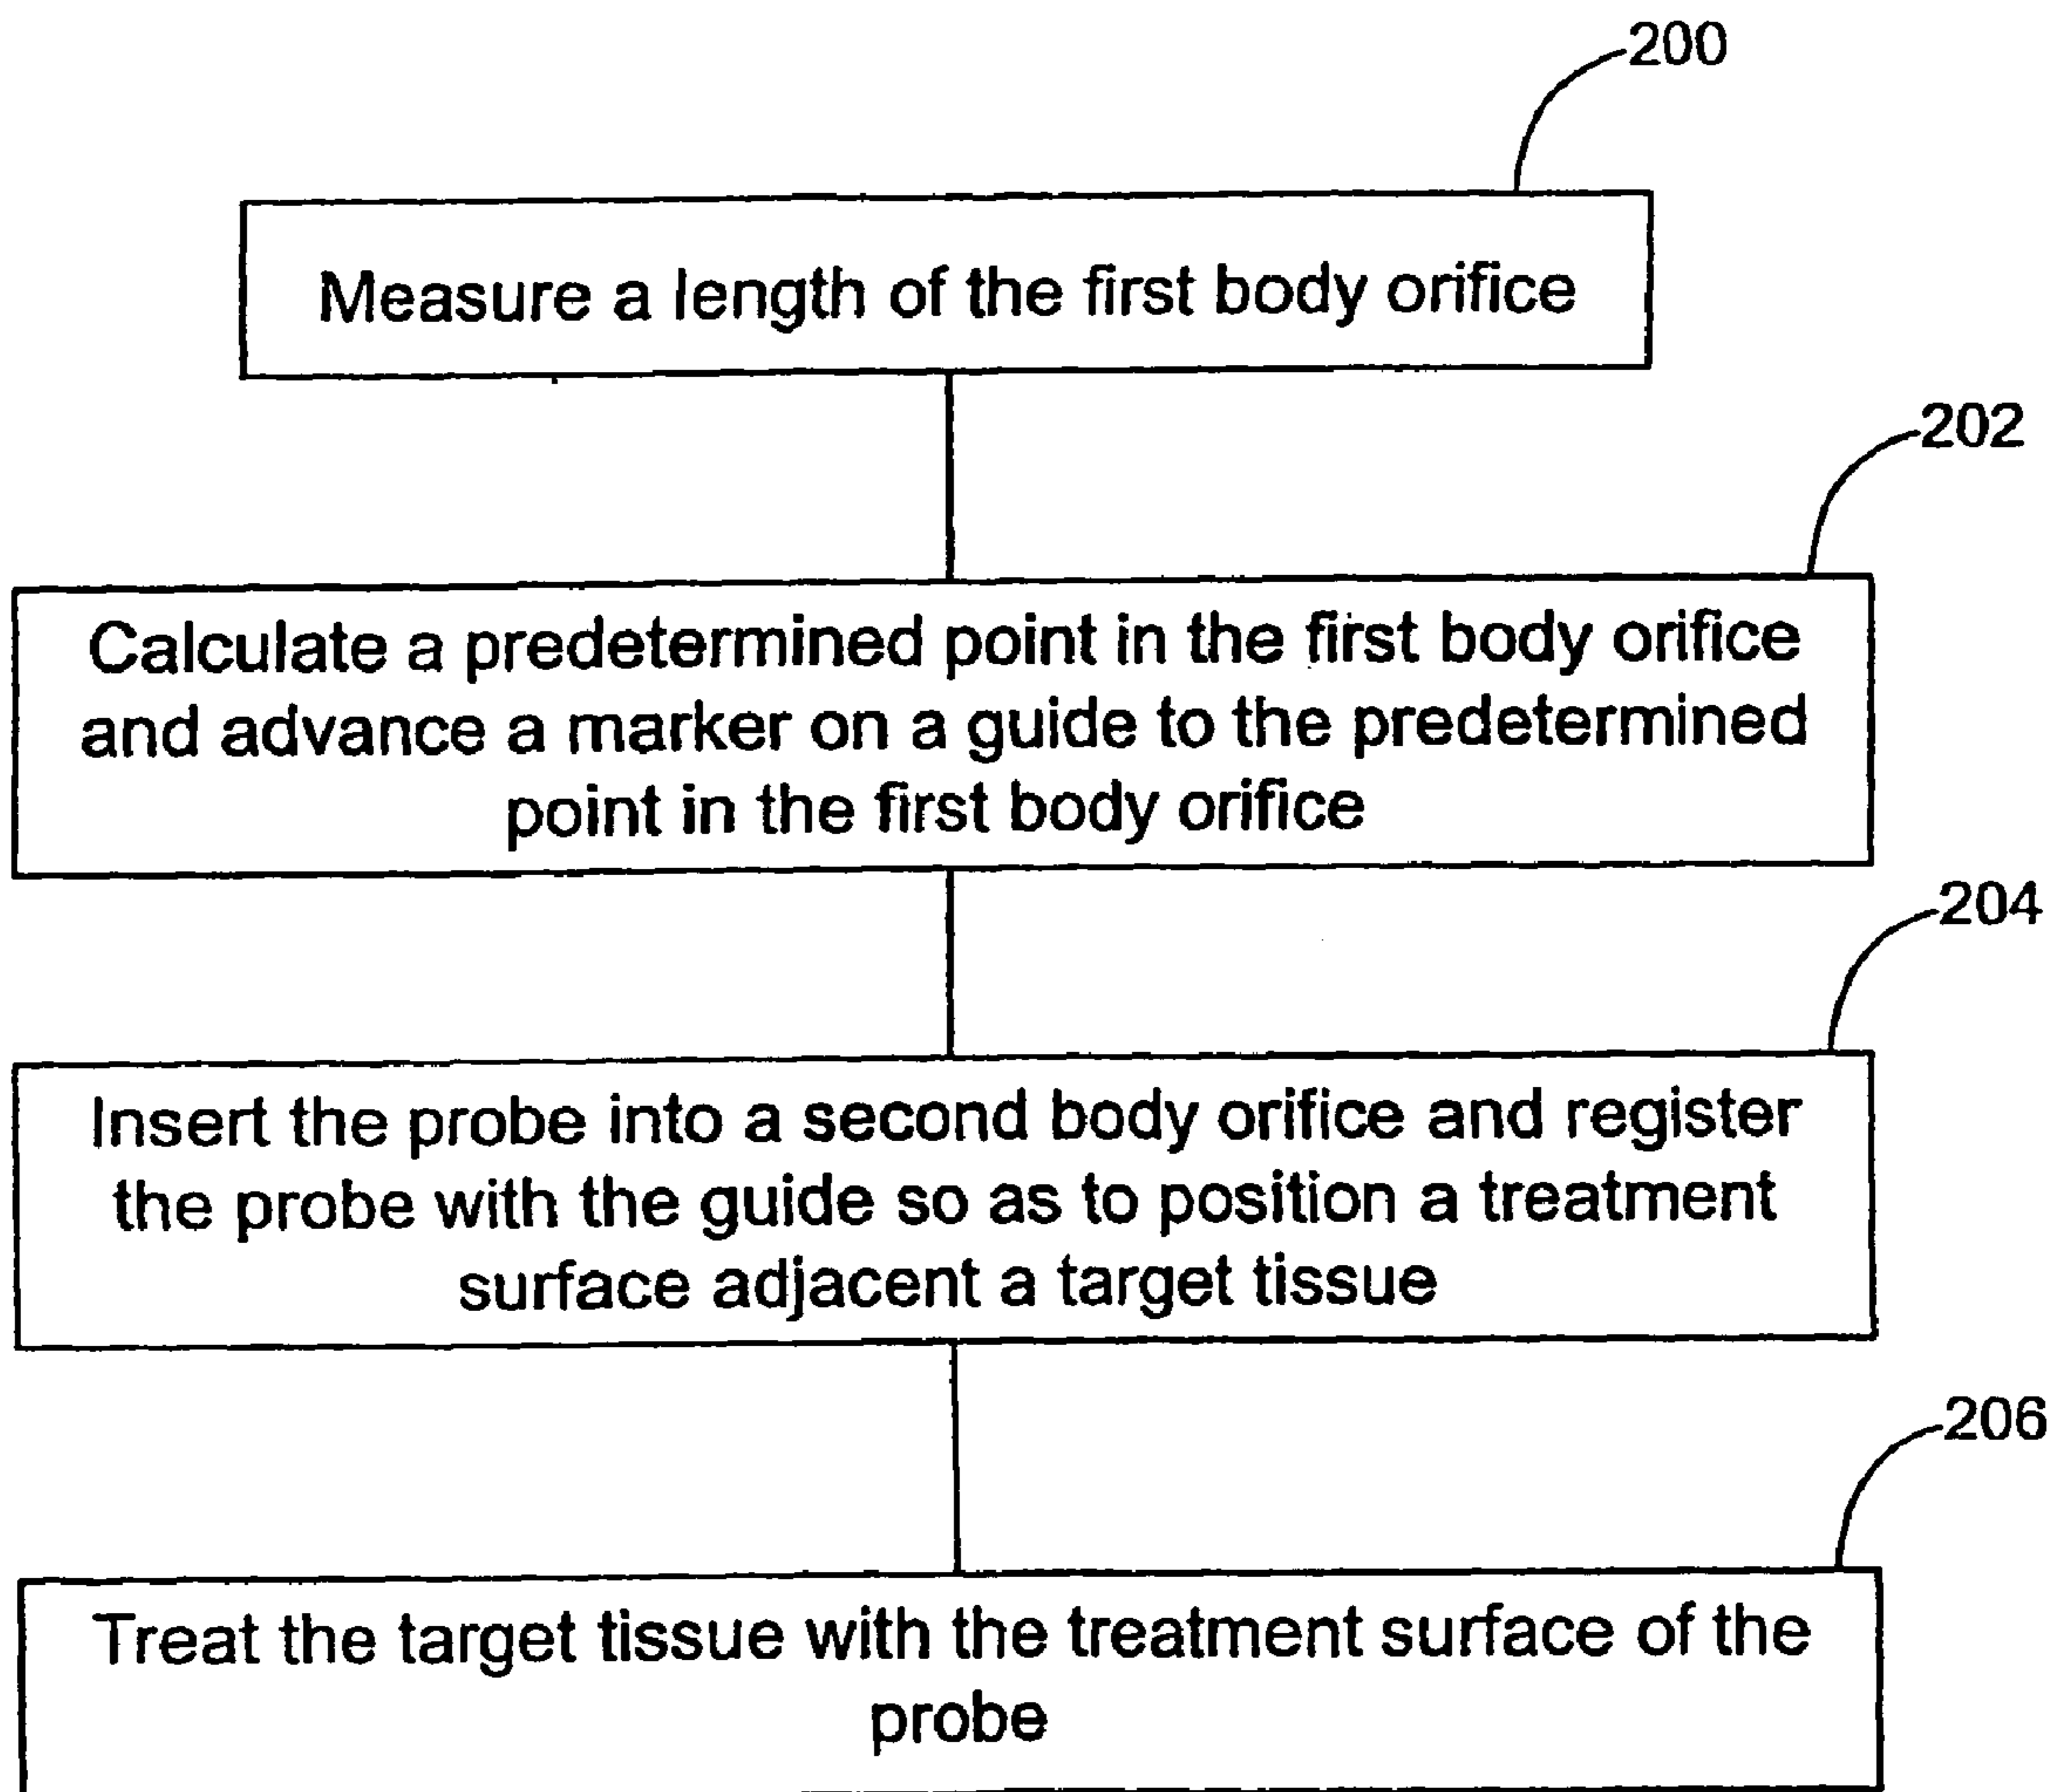 200
Measure a length of the first body orifice
202
Calculate a predetermined point in the first body orifice
and advance a marker on a guide to the predetermined
point in the first body orifice
204
Insert the probe into a second body orifice and register
the probe with the guide so as to position a treatment
surface adjacent a target tissue
206
Treat the target tissue with the treatment surface of the
probe